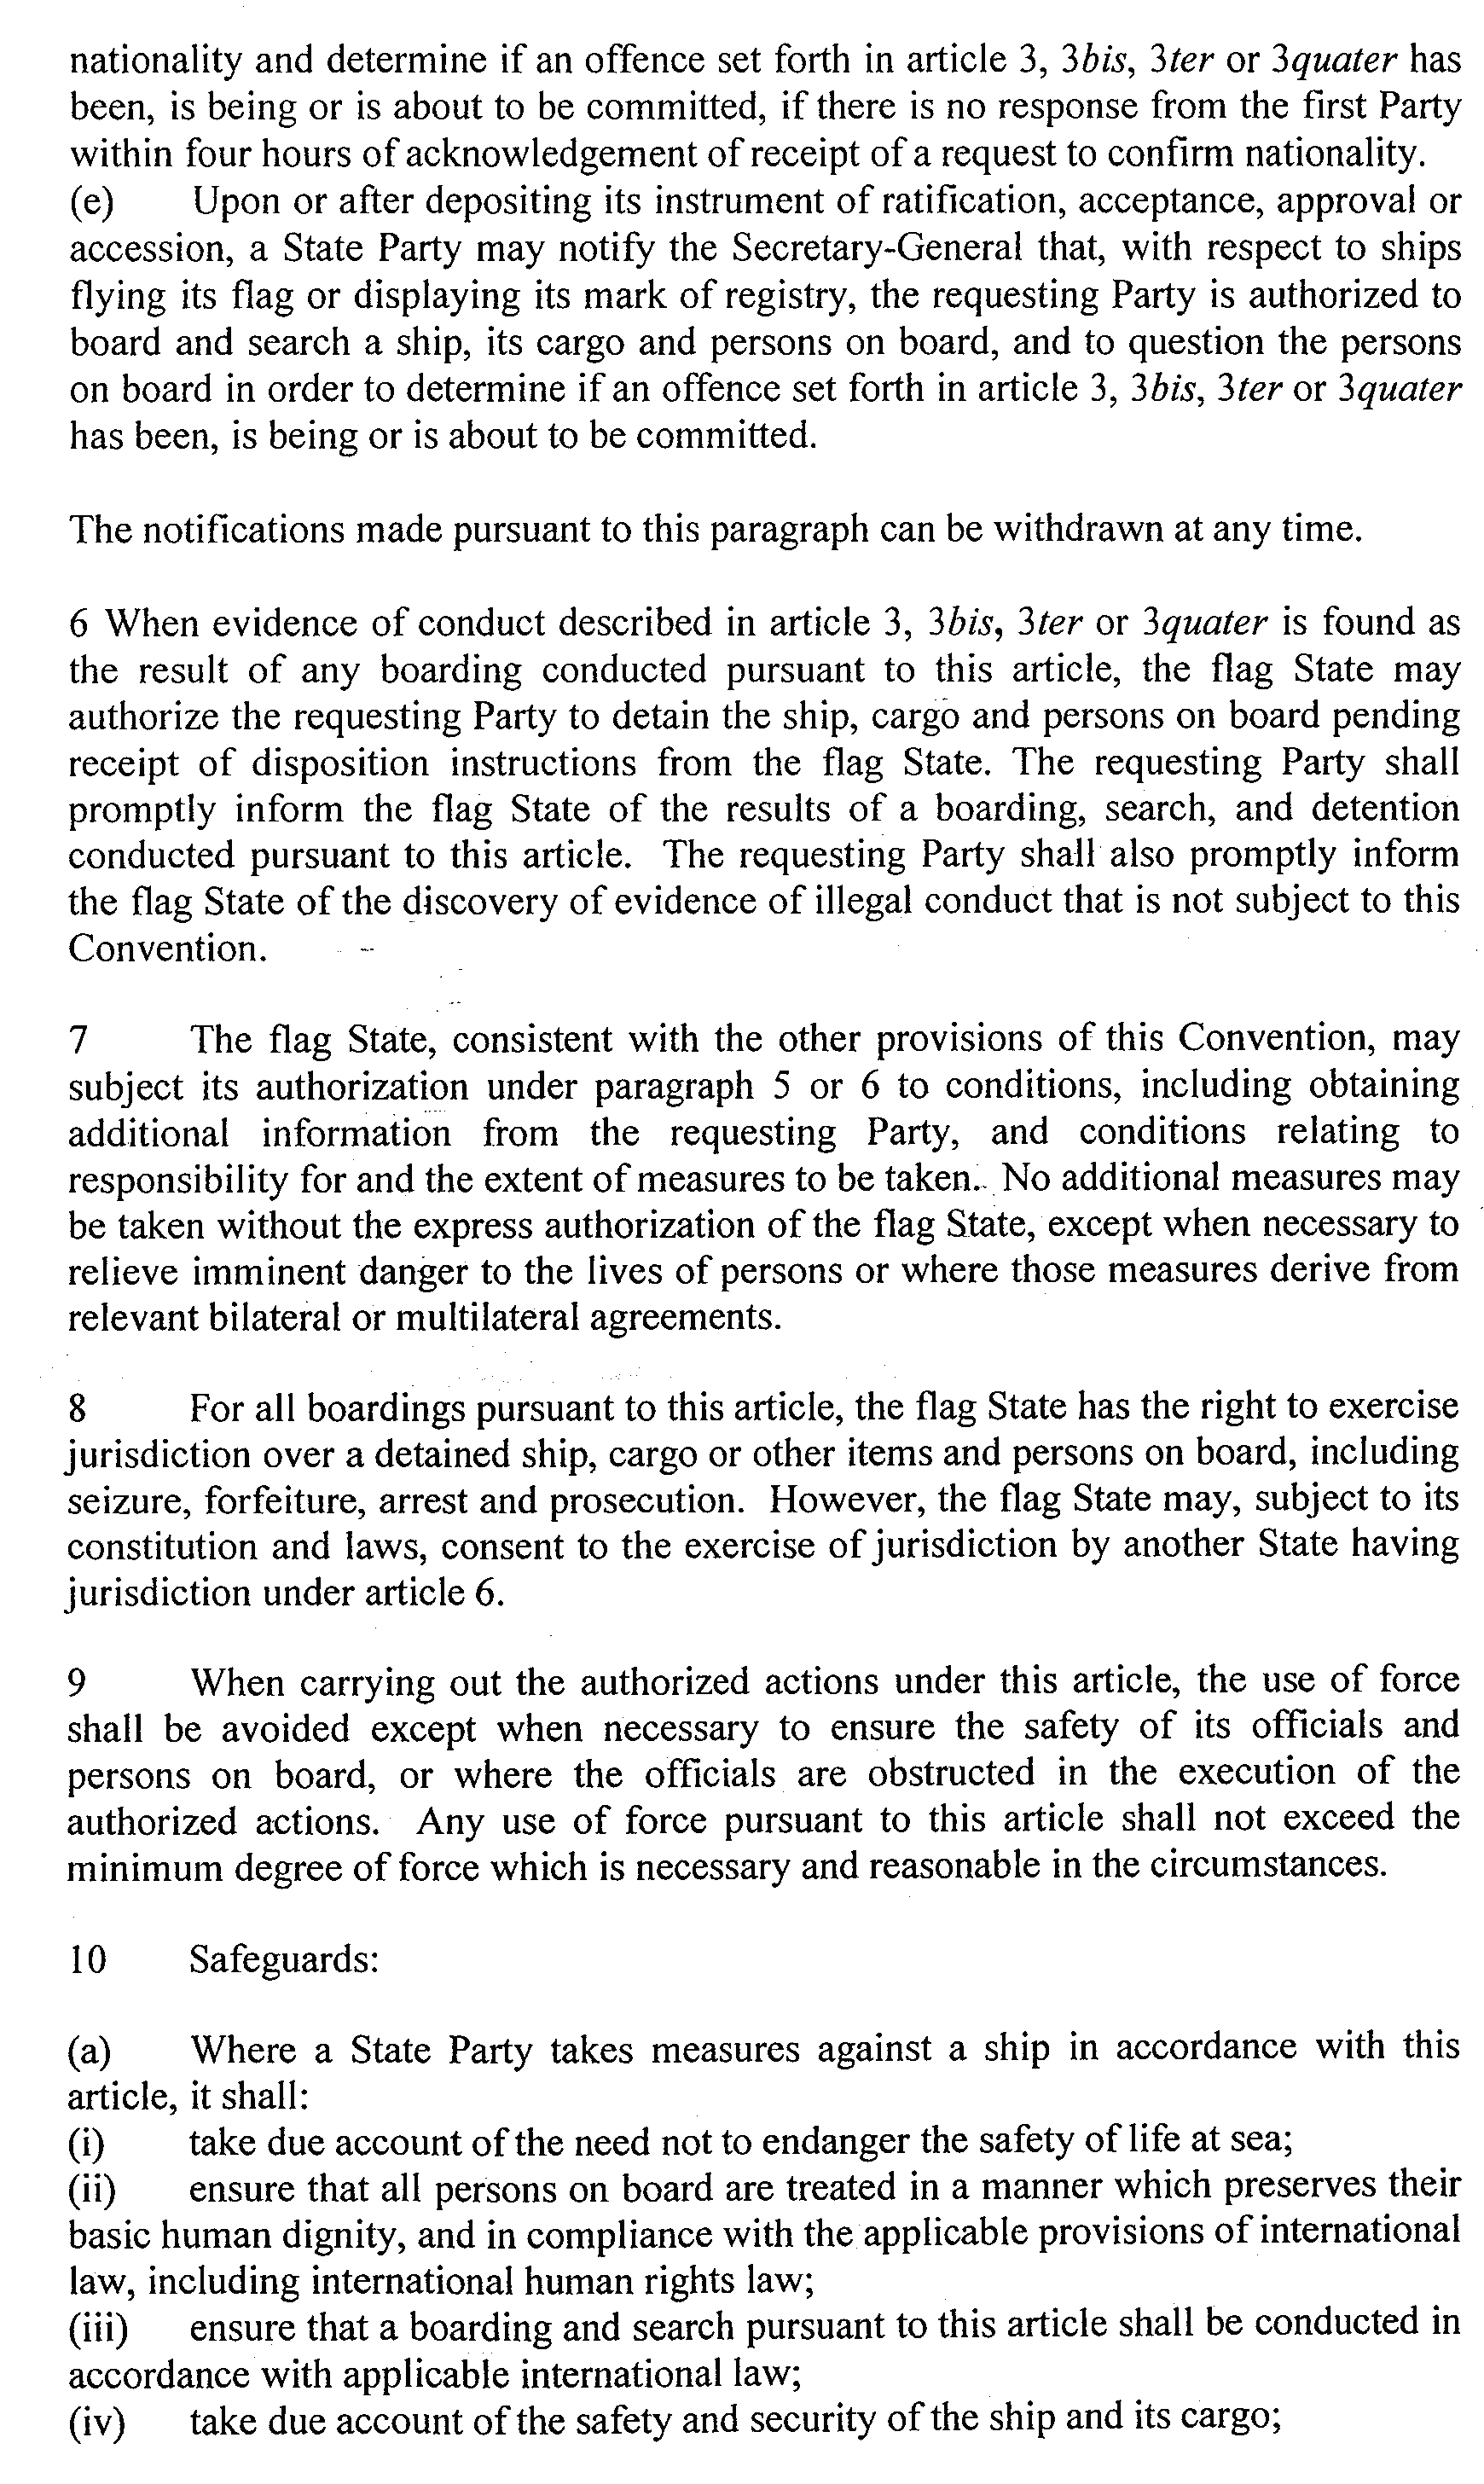 nationality and determine if an offence set forth in article 3, 3bis, 3ter or 3quater has
been, is being or is about to be committed, if there is no response from the first Party
within four hours of acknowledgement of receipt of a request to confirm nationality.
(e) Upon or after depositing its instrument of ratification, acceptance, approval or
accession, a State Party may notify the Secretary-General that, with respect to ships
flying its flag or displaying its mark of registry, the requesting Party is authorized to
board and search a ship, its cargo and persons on board, and to question the persons
on board in order to determine if an offence set forth in article 3, 3bis, 3ter or 3quater
has been, is being or is about to be committed.
The notifications made pursuant to this paragraph can be withdrawn at any time.
6 When evidence of conduct described in article 3, 3bis, 3ter or 3quater is found as
the result of any boarding conducted pursuant to this article, the flag State may
authorize the requesting Party to detain the ship, cargo and persons on board pending
receipt of disposition instructions from the flag State. The requesting Party shall
promptly inform the flag State of the results of a boarding, search, and detention
conducted pursuant to this article. The requesting Party shall also promptly inform
the flag State of the discovery of evidence of illegal conduct that is not subject to this
Convention.
7 The flag State, consistent with the other provisions of this Convention, may
subject its authorization under paragraph 5 or 6 to conditions, including obtaining
additional information from the requesting Party, and conditions relating to
responsibility for and the extent of measures to be taken. No additional measures may
be taken without the express authorization of the flag State, except when necessary to
relieve imminent danger to the lives of persons or where those measures derive from
relevant bilateral or multilateral agreements.
8 For all boardings pursuant to this article, the flag State has the right to exercise
jurisdiction over a detained ship, cargo or other items and persons on board, including
seizure, forfeiture, arrest and prosecution. However, the flag State may, subject to its
constitution and laws, consent to the exercise of jurisdiction by another State having
jurisdiction under article 6.
9 When carrying out the authorized actions under this article, the use of force
shall be avoided except when necessary to ensure the safety of its officials and
persons on board, or where the officials are obstructed in the execution of the
authorized actions. Any use of force pursuant to this article shall not exceed the
minimum degree of force which is necessary and reasonable in the circumstances.
10 Safeguards:
(a) Where a State Party takes measures against a ship in accordance with this
article, it shall:
(i) take due account of the need not to endanger the safety of life at sea;
(ii) ensure that all persons on board are treated in a manner which preserves their
basic human dignity, and in compliance with the applicable provisions of international
law, including international human rights law;
(iii) ensure that a boarding and search pursuant to this article shall be conducted in
accordance with applicable international law;
(iv) take due account of the safety and security of the ship and its cargo;